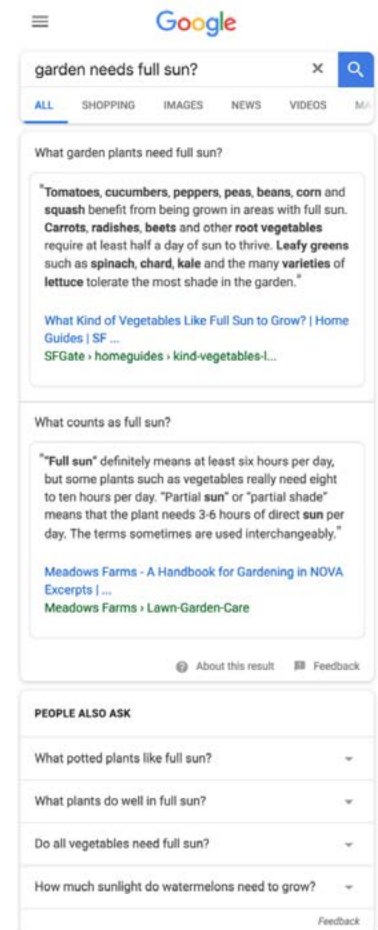 Google
garden needs full sun?
ALL SHOPPING IMAGES NEWS VIDEOS MA
What garden plants need full sun?
"Tomatoes, cucumbers, peppers, peas, beans, corn and
squash benefit from being grown in areas with full sun.
Carrots, radishes, beets and other root vegetables
require at least half a day of sun to thrive. Leafy greens
such as spinach, chard, kale and the many varieties of
lettuce tolerate the most shade in the garden."
What Kind of Vegetables Like Full Sun to Grow? | Home
Guides | SF ...
SFGate › homeguides › kind-vegetables-l...
What counts as full sun?
"“Full sun” definitely means at least six hours per day,
but some plants such as vegetables really need eight
to ten hours per day. “Partial sun” or “partial shade”
means that the plant needs 3-6 hours of direct sun per
day. The terms sometimes are used interchangeably."
Meadows Farms - A Handbook for Gardening in NOVA
Excerpts | ...
Meadows Farms › Lawn-Garden-Care
About this result Feedback
PEOPLE ALSO ASK
What potted plants like full sun?
What plants do well in full sun?
Do all vegetables need full sun?
How much sunlight do watermelons need to grow?
Feedback